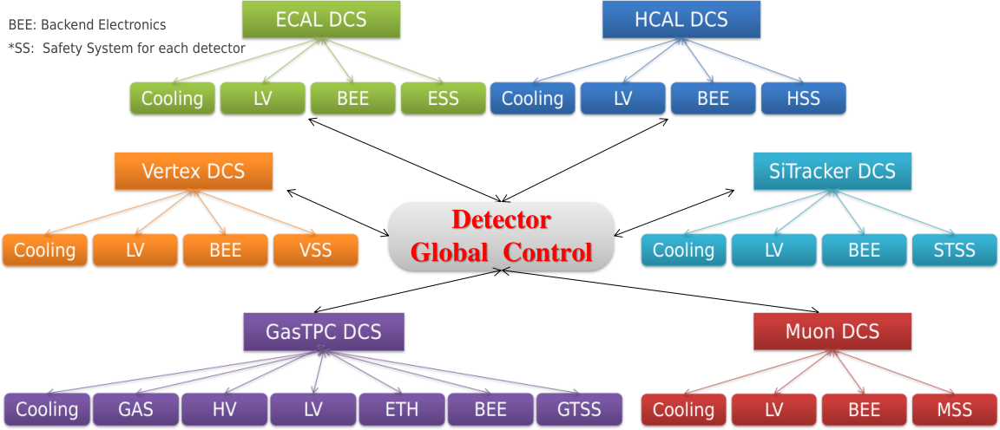 ECAL DCS
HCAL DCS
BEE: Backend Electronics
*SS:  Safety System for each detector
Cooling
LV
BEE
ESS
Cooling
LV
BEE
HSS
Vertex DCS
SiTracker DCS
Detector
Global  Control
Cooling
LV
BEE
VSS
Cooling
LV
BEE
STSS
GasTPC DCS
Muon DCS
Cooling
GAS
HV
LV
ETH
BEE
GTSS
Cooling
LV
BEE
MSS